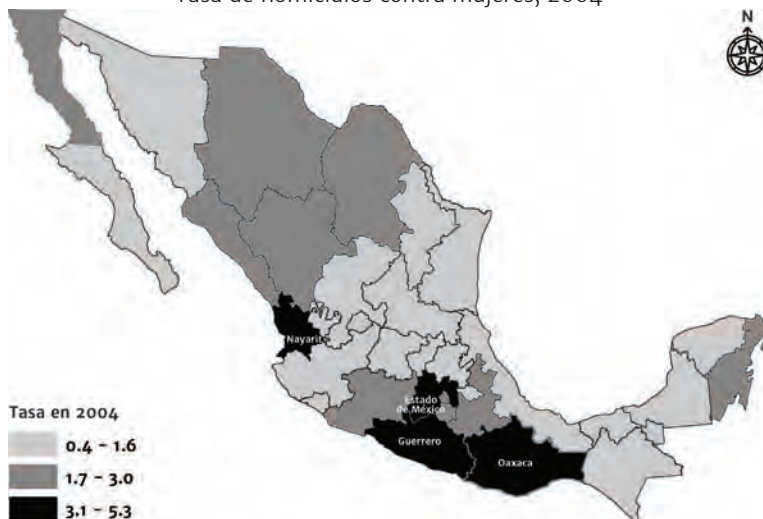 Tasa de homicidios contra mujeres, 2004
N
Nayarit
Estado
de México
Guerrero
Oaxaca
Tasa en 2004
0.4 – 1.6
1.7 – 3.0
3.1 – 5.3